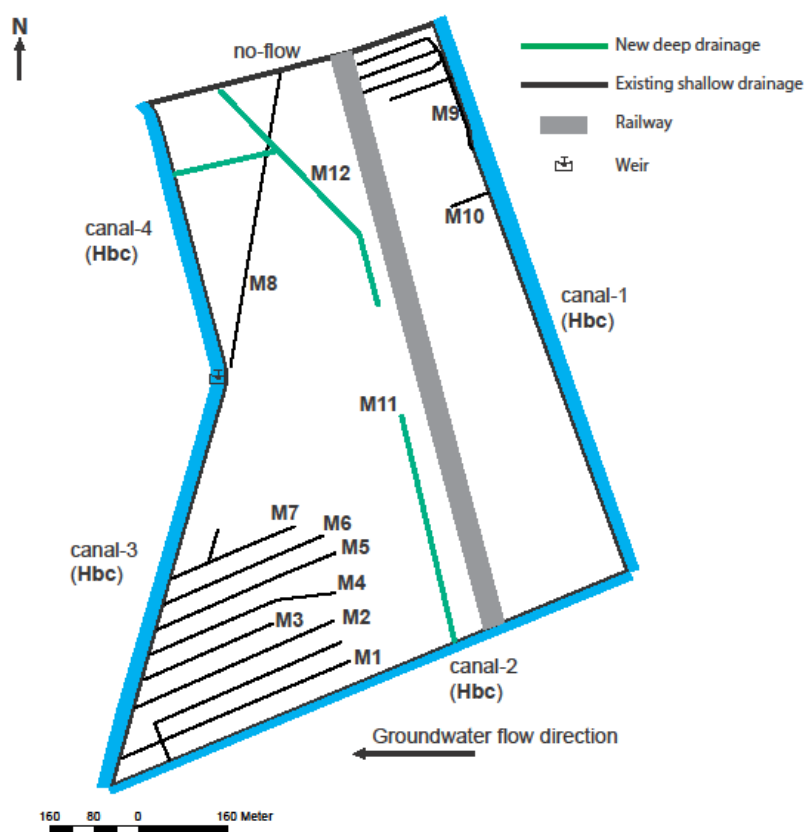 N
no-flow
New deep drainage
Existing shallow drainage
Railway
Weir
M9
M12
M10
canal-4
(Hbc)
M8
canal-1
(Hbc)
M11
M7
M6
M5
canal-3
(Hbc)
M4
M3
M2
M1
canal-2
(Hbc)
Groundwater flow direction
160 80 0 160 Meter